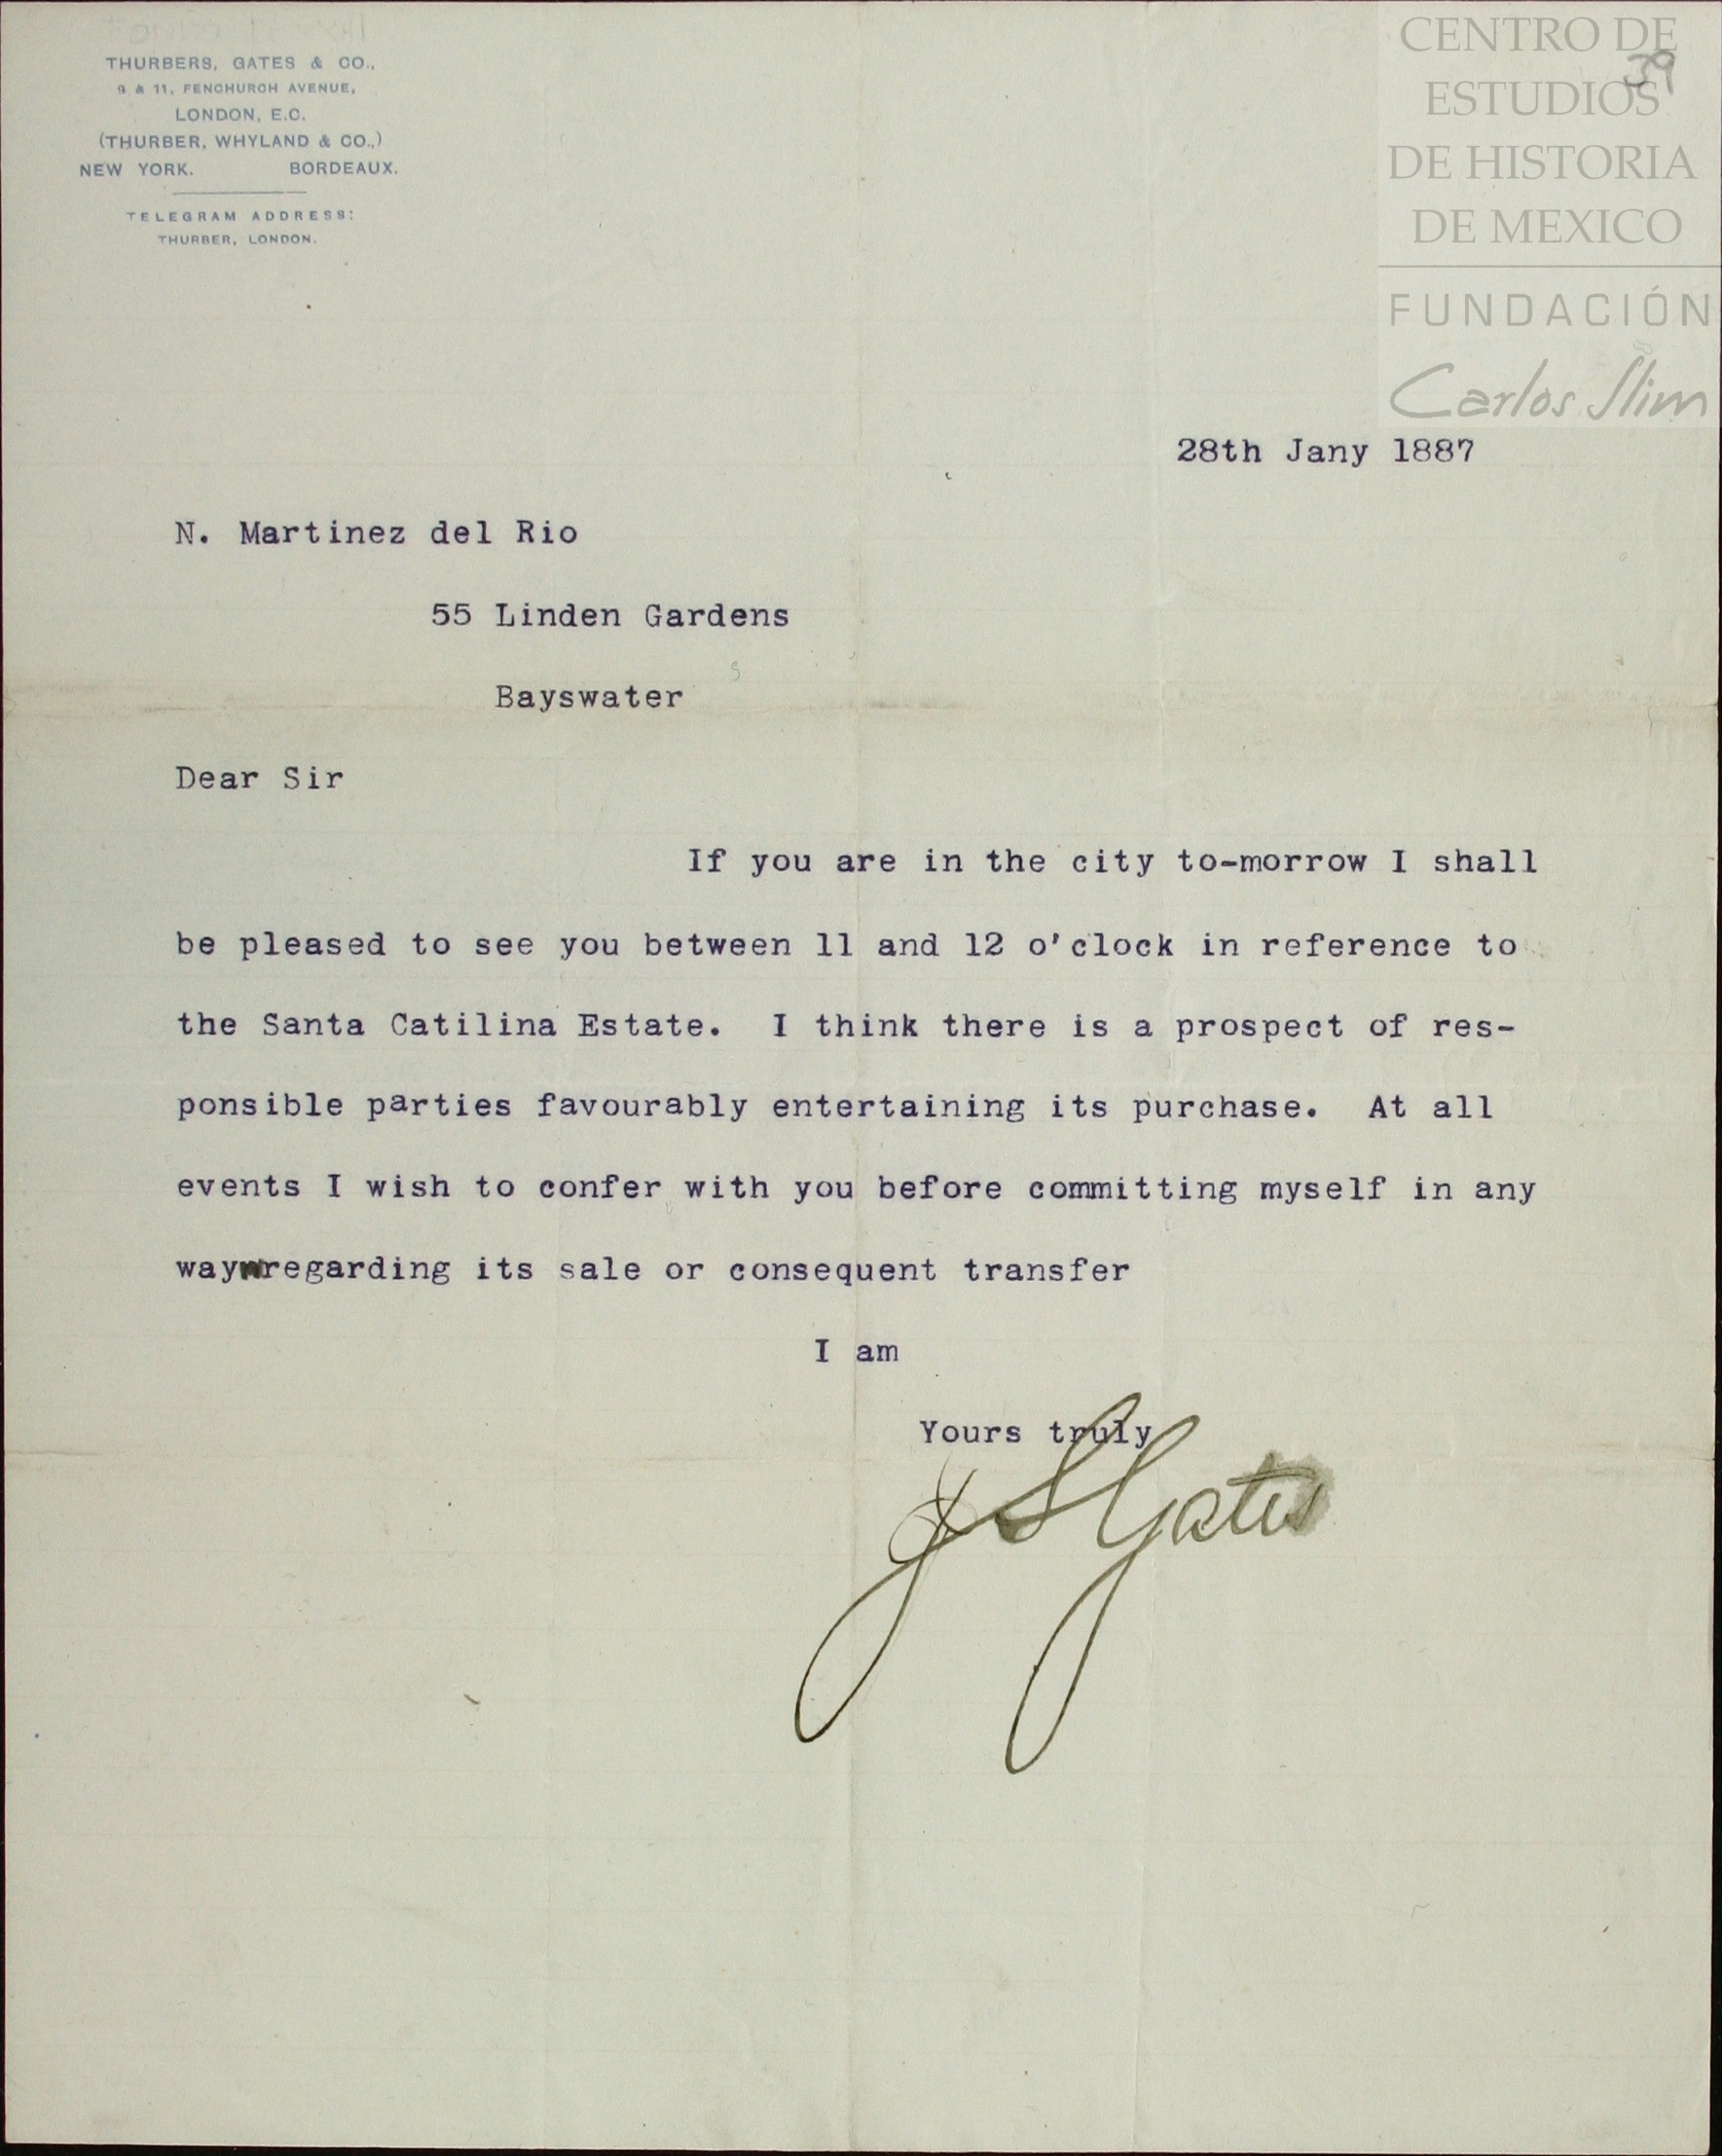 THURBERS, GATES & CO.,
9 & 11, FENCHURCH AVENUE,
LONDON, E.C.
(THURBER, WHYLAND & CO.,)
NEW YORK. BORDEAUX.
TELEGRAM ADDRESS:
THURBER, LONDON.
CENTRO DE
ESTUDIOS
DE HISTORIA
DE MEXICO
FUNDACIÓN
Carlos Slim
39
28th Jany 1887
N. Martinez del Rio
55 Linden Gardens
Bayswater
Dear Sir
If you are in the city to-morrow I shall
be pleased to see you between 11 and 12 o'clock in reference to
the Santa Catilina Estate. I think there is a prospect of res-
ponsible parties favourably entertaining its purchase. At all
events I wish to confer with you before committing myself in any
way regarding its sale or consequent transfer
I am
Yours truly
J S Gates